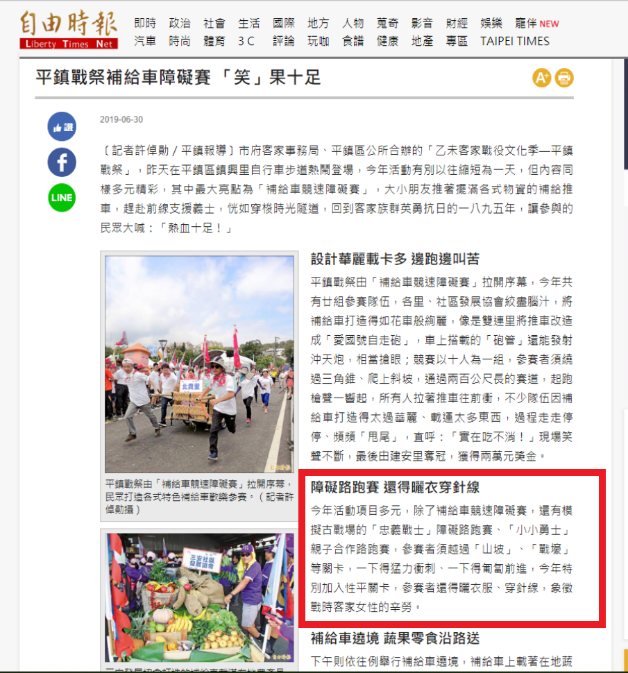 自由時報
Liberty Times Net
即時 政治 社會 生活 國際 地方 人物 蒐奇 影音 財經 娛樂 寵伴 NEW
汽車 時尚 體育 3 C 評論 玩咖 食譜 健康 地產 專區 TAIPEI TIMES
平鎮戰祭補給車障礙賽 「笑」果十足
A+
2019-06-30
讚
f
LINE
〔記者許倬勛／平鎮報導〕市府客家事務局、平鎮區公所合辦的「乙未客家戰役文化季—平鎮
戰祭」，昨天在平鎮區鎮興里自行車步道熱鬧登場，今年活動有別以往縮短為一天，但內容同
樣多元精彩，其中最大亮點為「補給車競速障礙賽」，大小朋友推著擺滿各式物資的補給推
車，趕赴前線支援義士，恍如穿梭時光隧道，回到客家族群英勇抗日的一八九五年，讓參與的
民眾大喊：「熱血十足！」
平鎮戰祭由「補給車競速障礙賽」拉開序幕，
民眾打造各式特色補給車歡樂參賽。（記者許
倬勛攝）
設計華麗載卡多 邊跑邊叫苦
平鎮戰祭由「補給車競速障礙賽」拉開序幕，今年共
有廿組參賽隊伍，各里、社區發展協會絞盡腦汁，將
補給車打造得如花車般絢麗，像是雙連里將推車改造
成「愛國號自走砲」，車上搭載的「砲管」還能發射
沖天炮，相當搶眼；競賽以十人為一組，參賽者須繞
過三角錐、爬上斜坡，通過兩百公尺長的賽道，起跑
槍聲一響起，所有人拉著推車往前衝，不少隊伍因補
給車打造得太過華麗、載運太多東西，過程走走停
停、頻頻「甩尾」，直呼：「實在吃不消！」現場笑
聲不斷，最後由建安里奪冠，獲得兩萬元獎金。
障礙路跑賽 還得曬衣穿針線
今年活動項目多元，除了補給車競速障礙賽，還有模
擬古戰場的「忠義戰士」障礙路跑賽、「小小勇士」
親子合作路跑賽，參賽者須越過「山坡」、「戰壕」
等關卡，一下得猛力衝刺、一下得匍匐前進，今年特
別加入性平關卡，參賽者還得曬衣服、穿針線，象徵
戰時客家女性的辛勞。
補給車遶境 蔬果零食沿路送
下午則依往例舉行補給車遶境，補給車上載著在地蔬